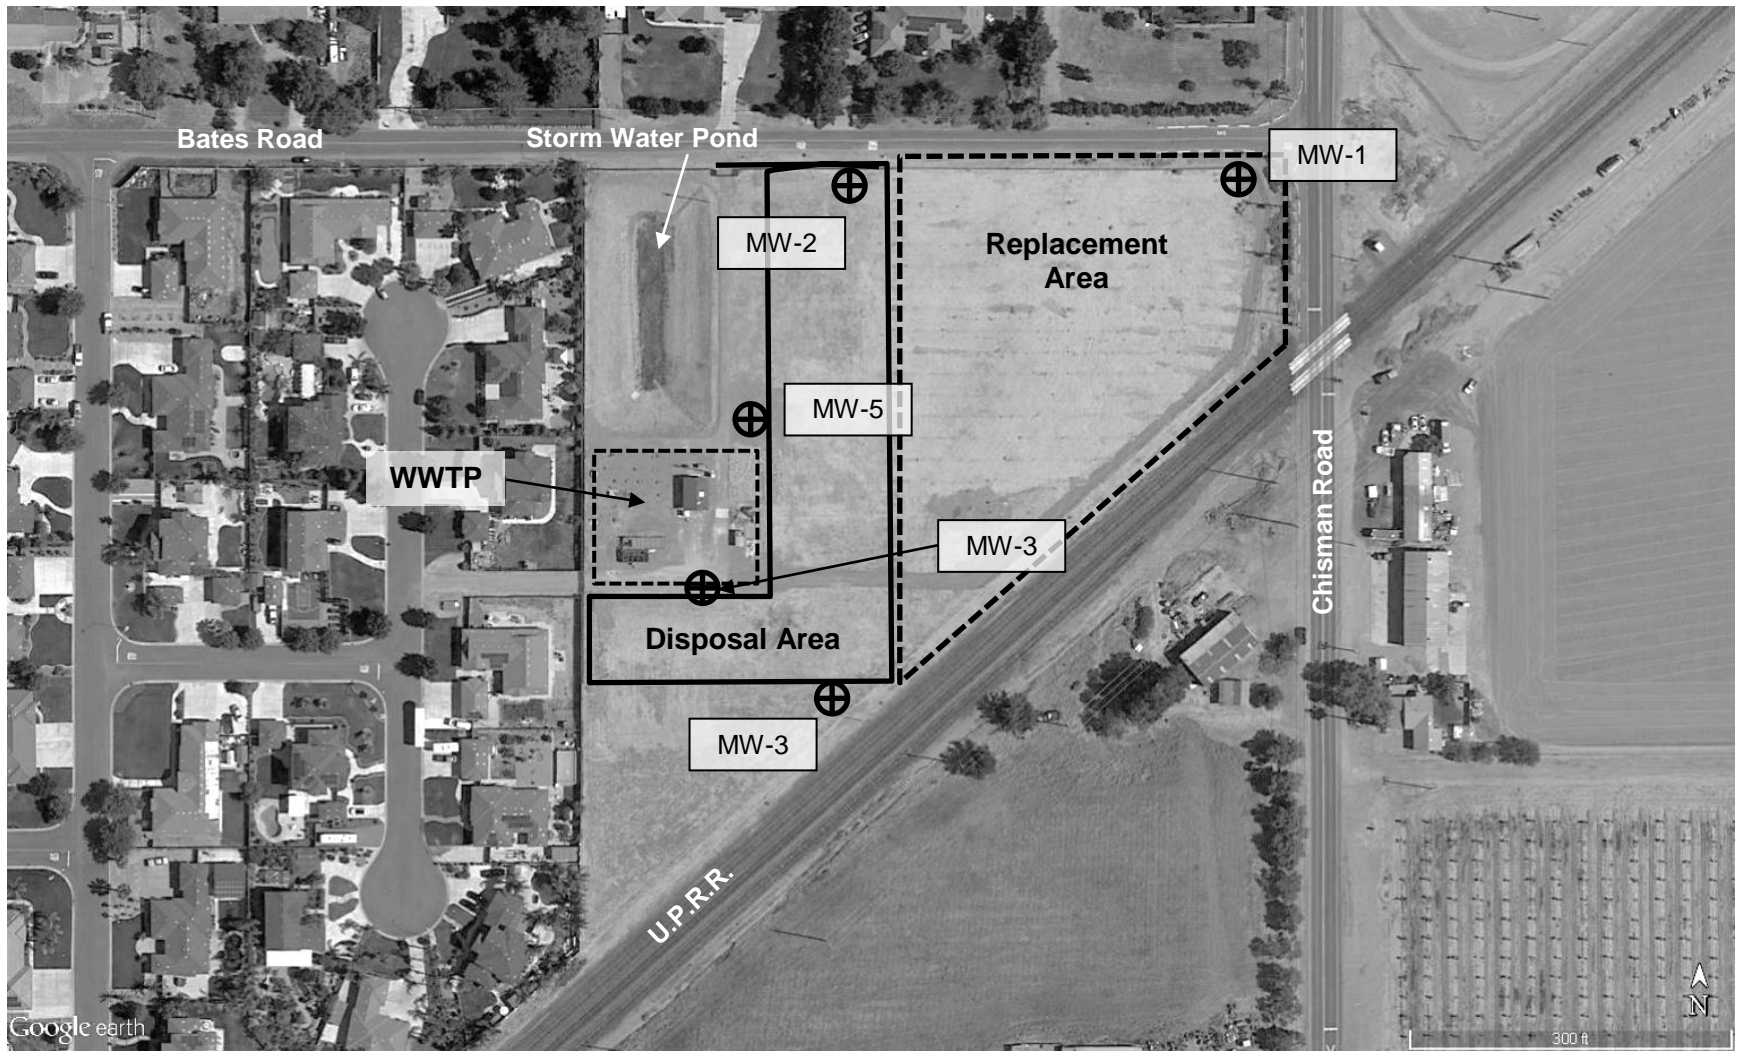 Bates Road
Storm Water Pond
MW-1
MW-2
Replacement
Area
MW-5
WWTP
MW-3
Chisman Road
Disposal Area
MW-3
U.P.R.R.
N
Google earth
300 ft